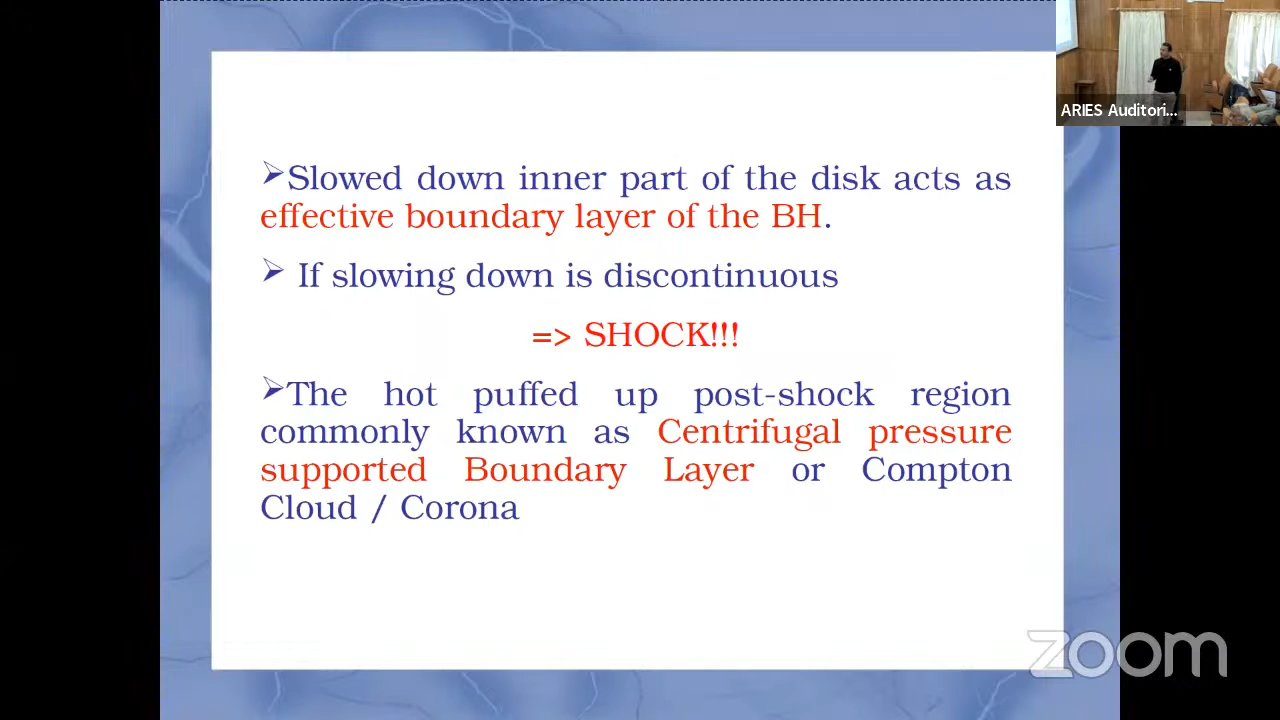 ARIES Auditori...
➢Slowed down inner part of the disk acts as
effective boundary layer of the BH.
➢ If slowing down is discontinuous
=> SHOCK!!!
➢The hot puffed up post-shock region
commonly known as Centrifugal pressure
supported Boundary Layer or Compton
Cloud / Corona
zoom